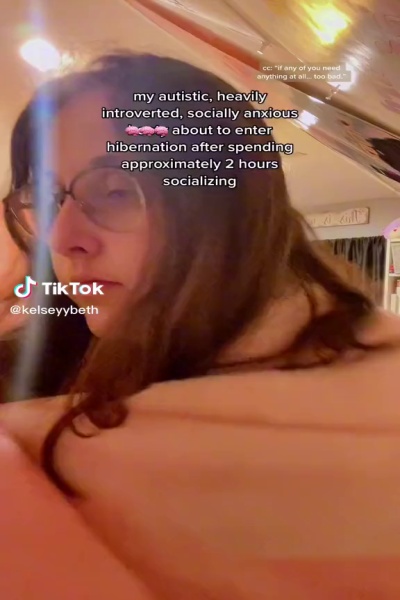 cc: "If any of you need
anything at all... too bad."
my autistic, heavily
introverted, socially anxious
🧠🧠🧠 about to enter
hibernation after spending
approximately 2 hours
socializing
TikTok
@kelseyybeth